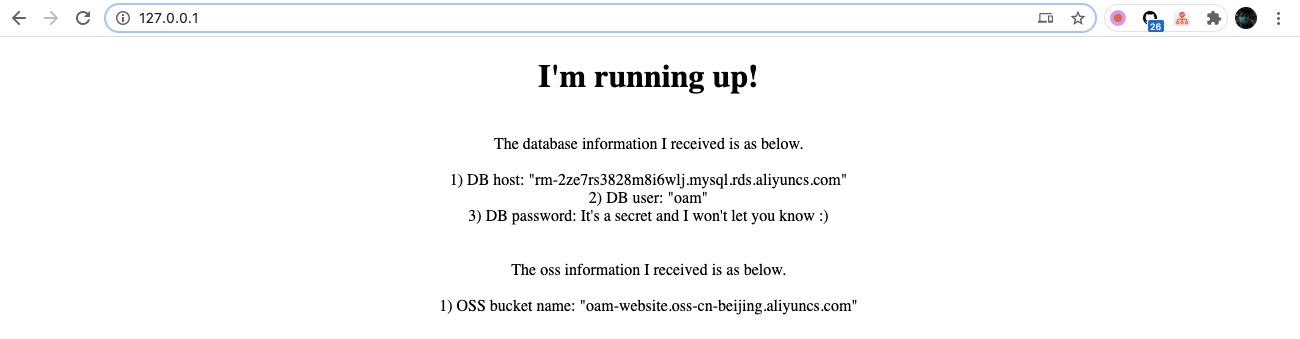 127.0.0.1
26
I'm running up!
The database information I received is as below.
1) DB host: "rm-2ze7rs3828m8i6wlj.mysql.rds.aliyuncs.com"
2) DB user: "oam"
3) DB password: It's a secret and I won't let you know :)
The oss information I received is as below.
1) OSS bucket name: "oam-website.oss-cn-beijing.aliyuncs.com"